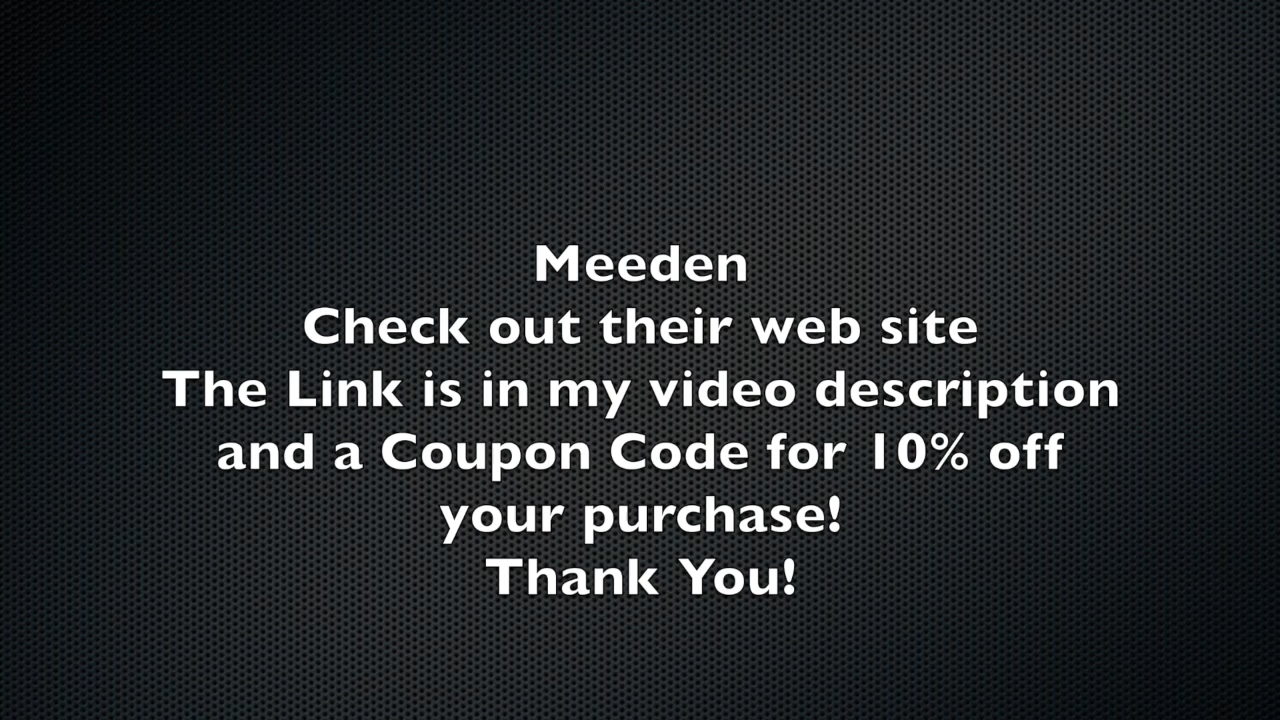 Meeden
Check out their web site
The Link is in my video description
and a Coupon Code for 10% off
your purchase!
Thank You!